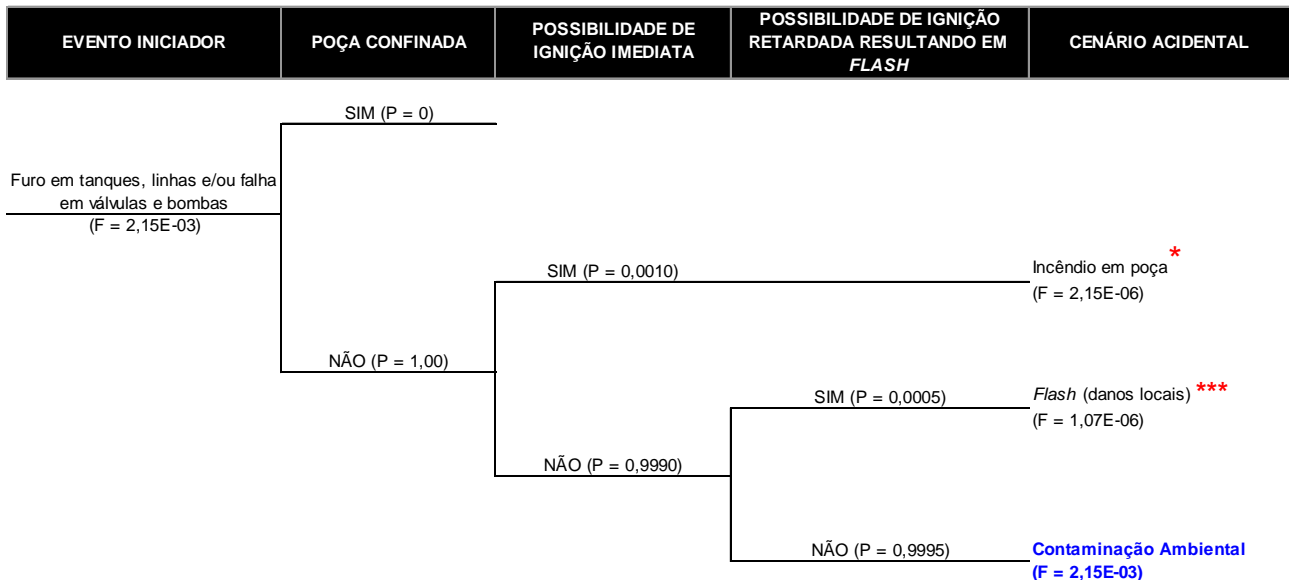 EVENTO INICIADOR
POÇA CONFINADA
POSSIBILIDADE DE
IGNIÇÃO IMEDIATA
POSSIBILIDADE DE IGNIÇÃO
RETARDADA RESULTANDO EM
FLASH
CENÁRIO ACIDENTAL
SIM (P = 0)
Furo em tanques, linhas e/ou falha
em válvulas e bombas
(F = 2,15E-03)
SIM (P = 0,0010)
Incêndio em poça *
(F = 2,15E-06)
NÃO (P = 1,00)
SIM (P = 0,0005)
Flash (danos locais) ***
(F = 1,07E-06)
NÃO (P = 0,9990)
NÃO (P = 0,9995)
Contaminação Ambiental
(F = 2,15E-03)